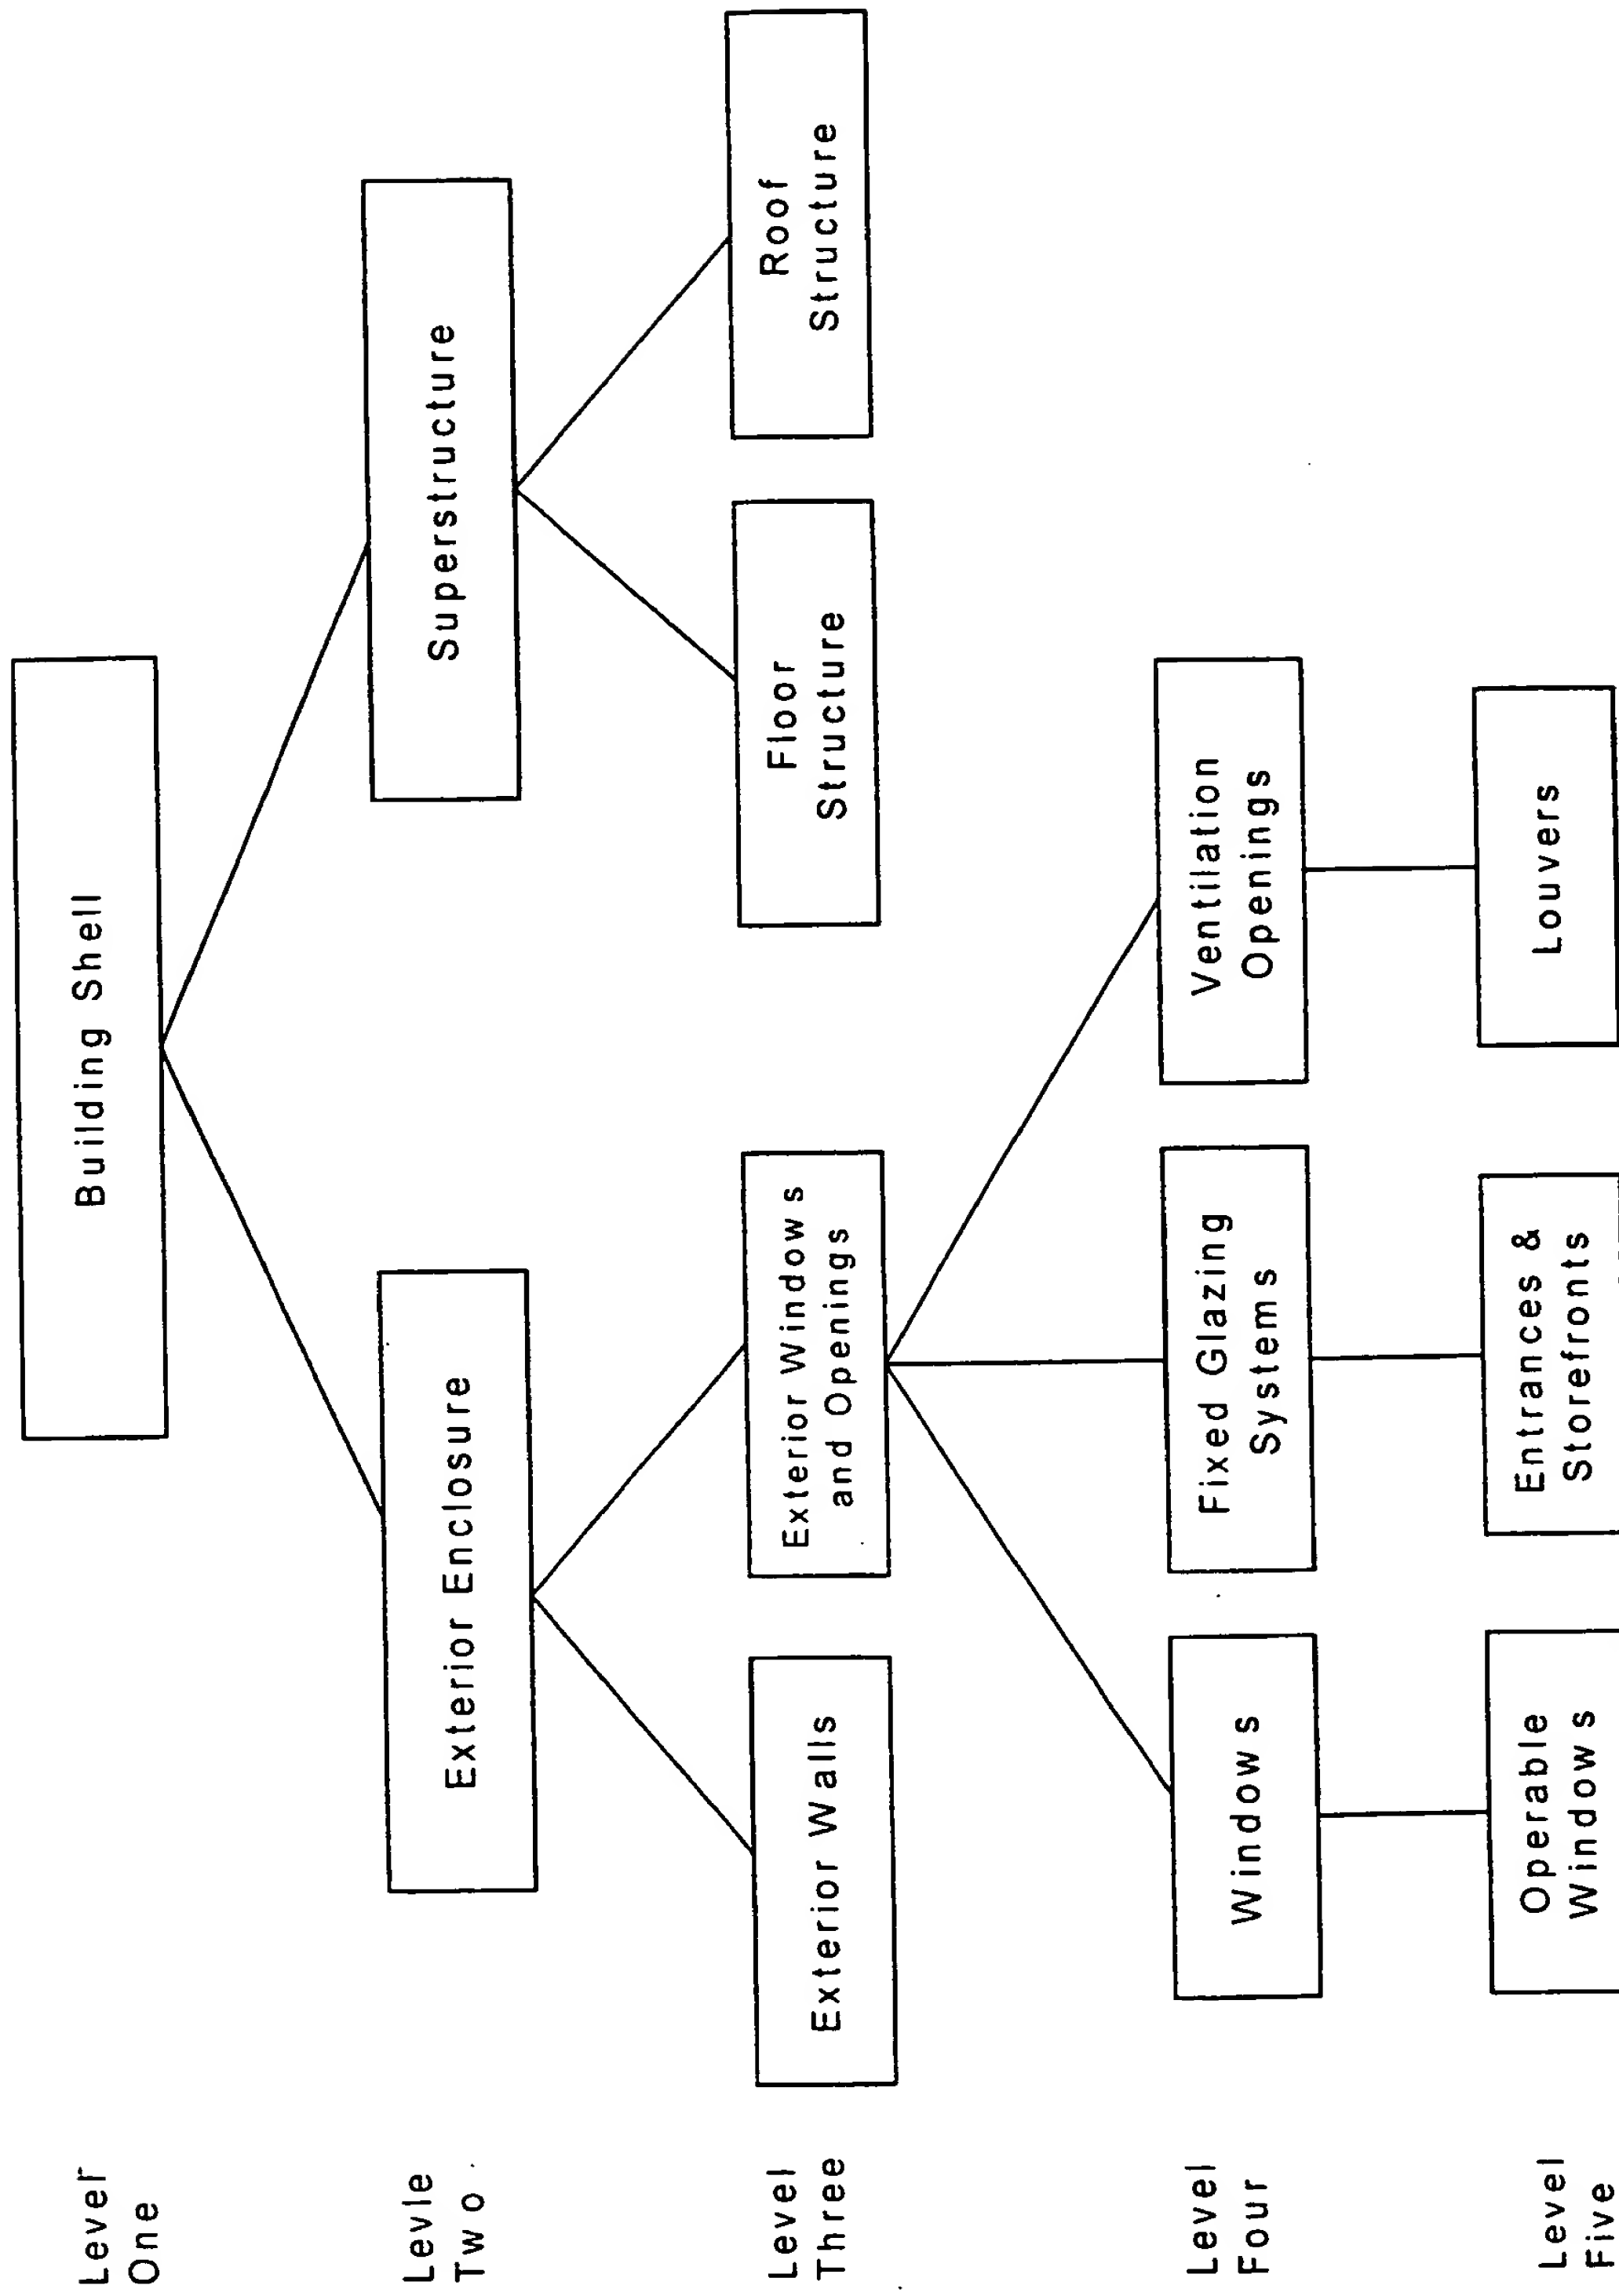 Level
One
Building Shell
Levle
Two
Exterior Enclosure
Superstructure
Level
Three
Exterior Walls
Exterior Windows
and Openings
Floor
Structure
Roof
Structure
Level
Four
Windows
Fixed Glazing
Systems
Ventilation
Openings
Level
Five
Operable
Windows
Entrances &
Storefronts
Louvers